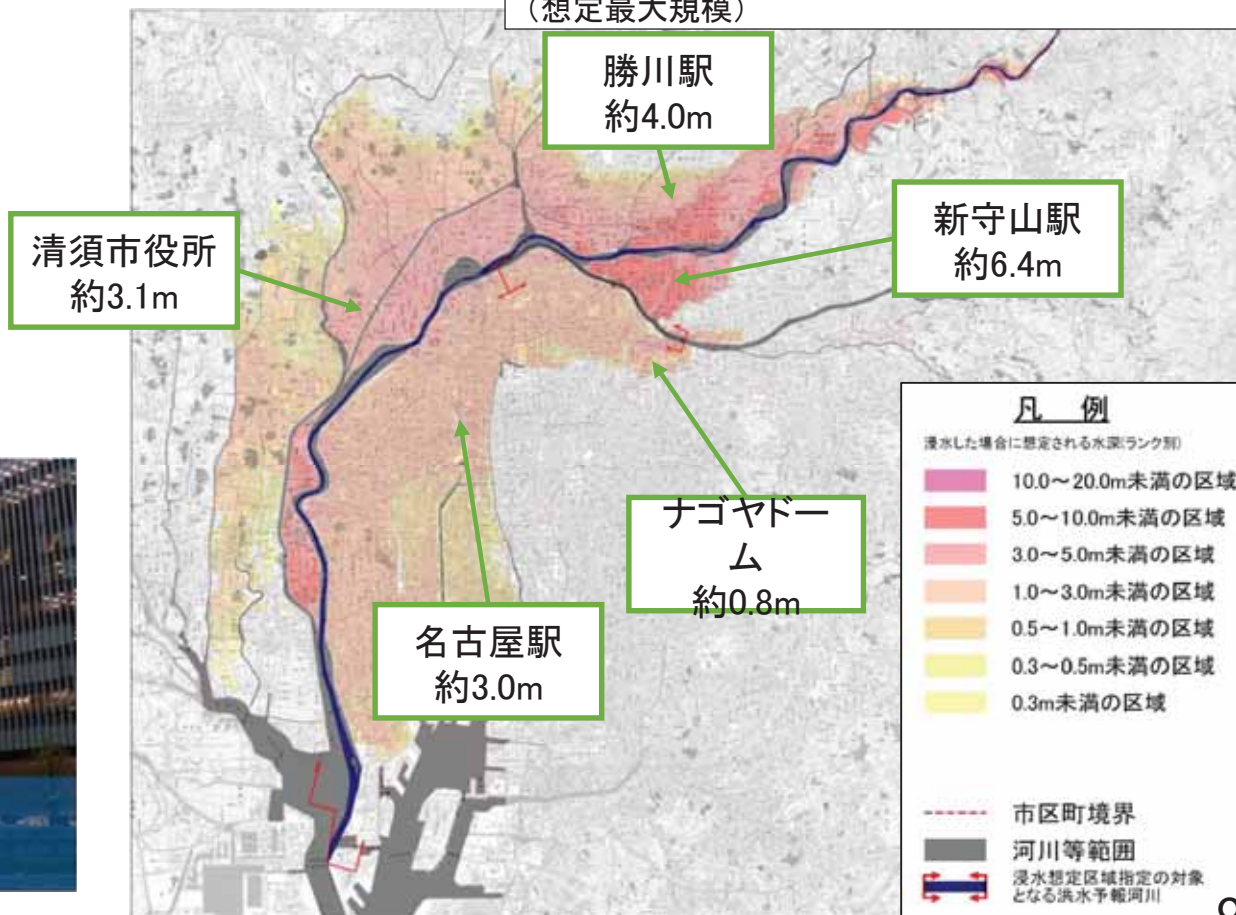 （想定最大規模）
勝川駅
約4.0m
清須市役所
約3.1m
新守山駅
約6.4m
ナゴヤドー
ム
約0.8m
名古屋駅
約3.0m
凡 例
浸水した場合に想定される水深(ランク別)
10.0～20.0m未満の区域
5.0～10.0m未満の区域
3.0～5.0m未満の区域
1.0～3.0m未満の区域
0.5～1.0m未満の区域
0.3～0.5m未満の区域
0.3m未満の区域
市区町境界
河川等範囲
浸水想定区域指定の対象
となる洪水予報河川